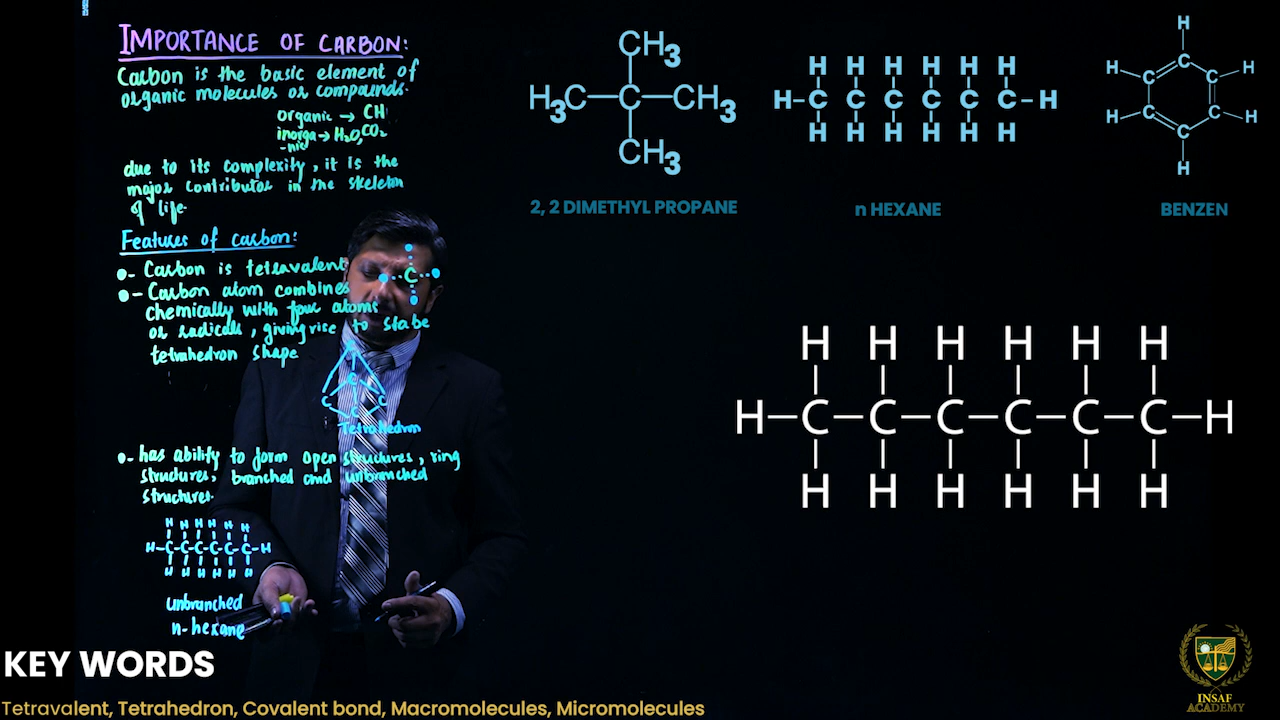 IMPORTANCE OF CARBON:
Carbon is the basic element of
organic molecules or compounds.
organic → CH
inorga → H₂O, CO₂
-nic
due to its complexity, it is the
major contributor in the skeleton
of life.
Features of carbon:
- Carbon is tetravalent
- Carbon atom combines
chemically with four atoms
or radicals, giving rise to stabe
tetrahedron shape
C
C
C C
C
Tetrahedron
- has ability to form open structures, ring
structures, branched and unbranched
structures.
H H H H H H
H-C-C-C-C-C-C-H
H H H H H H
unbranched
n-hexane
CH3
H3C—C—CH3
CH3
2, 2 DIMETHYL PROPANE
H H H H H H
H-C C C C C C-H
H H H H H H
n HEXANE
H
H C H
C C
C C
H C H
H
BENZEN
H H H H H H
H—C—C—C—C—C—C—H
H H H H H H
KEY WORDS
Tetravalent, Tetrahedron, Covalent bond, Macromolecules, Micromolecules
INSAF
ACADEMY